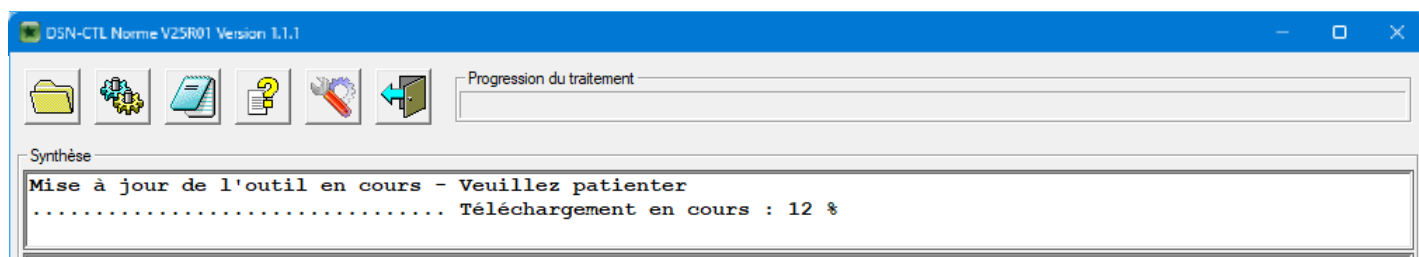 DSN-CTL Norme V25R01 Version 1.1.1
Progression du traitement
Synthèse
Mise à jour de l'outil en cours - Veuillez patienter
................................. Téléchargement en cours : 12 %